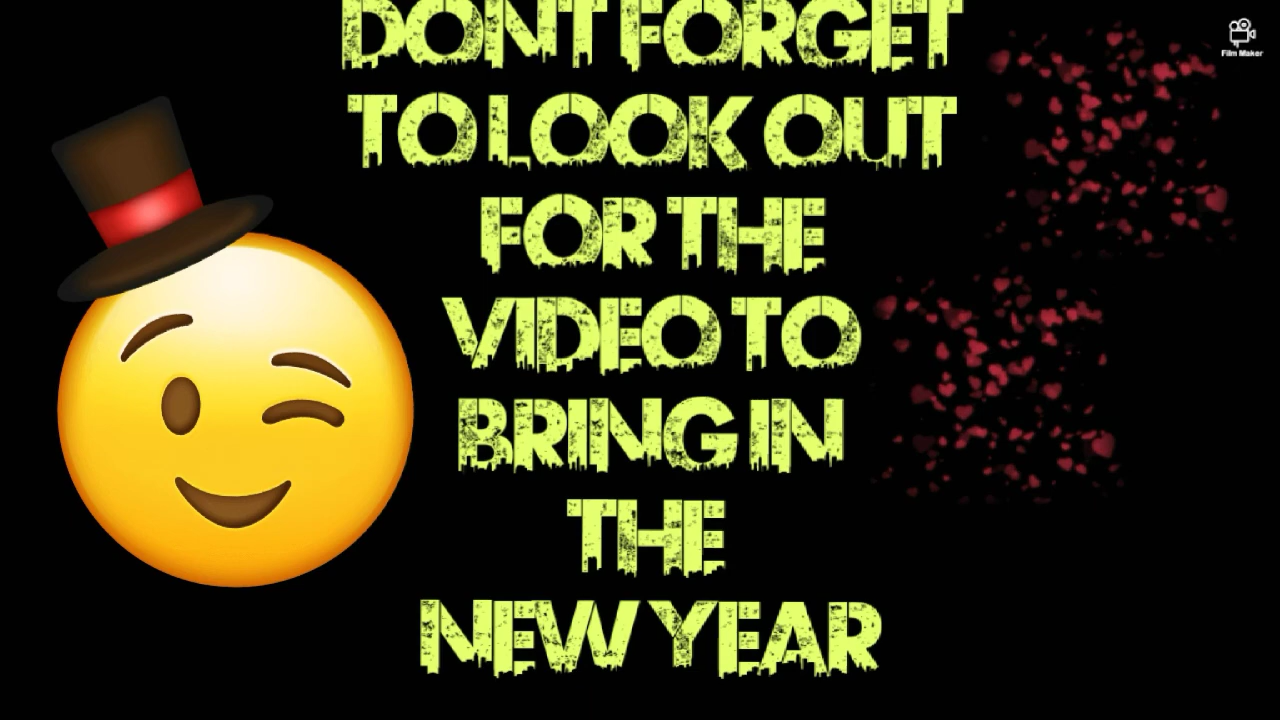 DONT FORGET
TO LOOK OUT
FOR THE
VIDEO TO
BRING IN
THE
NEW YEAR
Film Maker